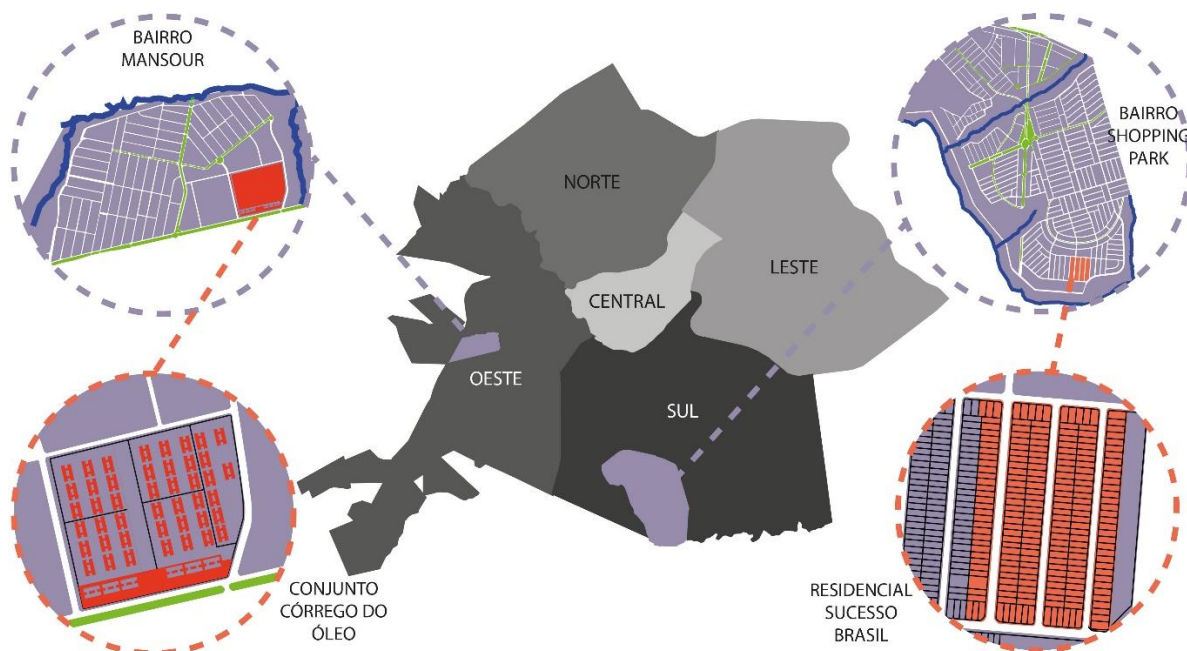 BAIRRO
MANSOUR
BAIRRO
SHOPPING
PARK
NORTE
LESTE
CENTRAL
OESTE
SUL
CONJUNTO
CÓRREGO DO
ÓLEO
RESIDENCIAL
SUCESSO
BRASIL